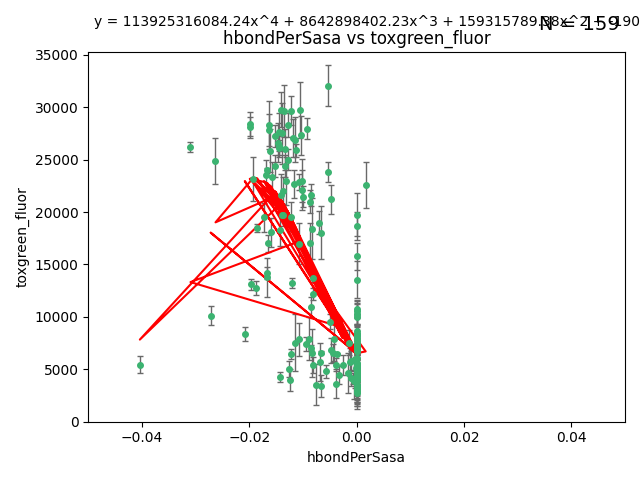 y = 113925316084.24x^4 + 8642898402.23x^3 + 159315789.
N = 159
hbondPerSasa vs toxgreen_fluor
35000
30000
25000
20000
15000
10000
5000
0
toxgreen_fluor
−0.04
−0.02
0.00
0.02
0.04
hbondPerSasa